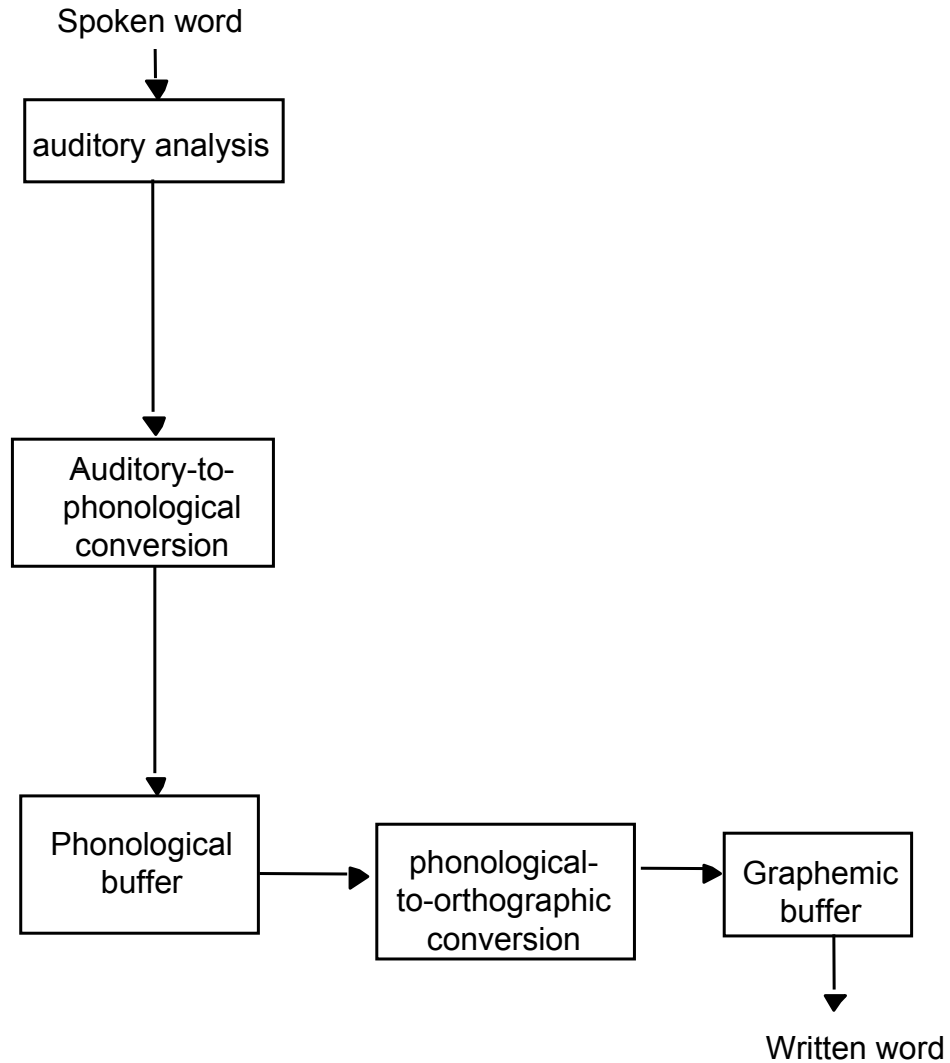 Spoken word
auditory analysis
Auditory-to-
phonological
conversion
Phonological
buffer
phonological-
to-orthographic
conversion
Graphemic
buffer
Written word